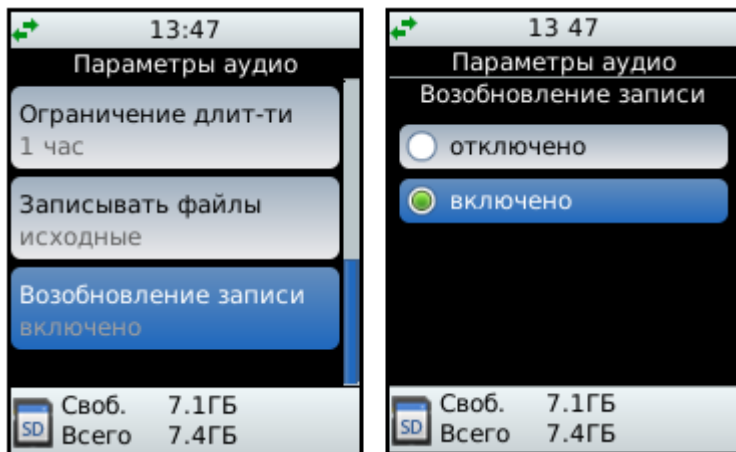 13:47
Параметры аудио
Ограничение длит-ти
1 час
Записывать файлы
исходные
Возобновление записи
включено
SD
Своб. 7.1ГБ
Всего 7.4ГБ
13 47
Параметры аудио
Возобновление записи
отключено
включено
SD
Своб. 7.1ГБ
Всего 7.4ГБ